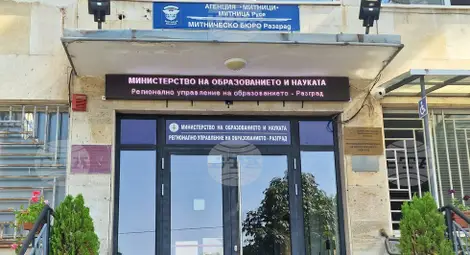 АГЕНЦИЯ "МИТНИЦИ"
МИТНИЦА Русе
МИТНИЧЕСКО БЮРО Разград
МИНИСТЕРСТВО НА ОБРАЗОВАНИЕТО И НАУКАТА
Регионално управление на образованието - Разград
МИНИСТЕРСТВО НА ОБРАЗОВАНИЕТО И НАУКАТА
РЕГИОНАЛНО УПРАВЛЕНИЕ НА ОБРАЗОВАНИЕТО - РАЗГРАД